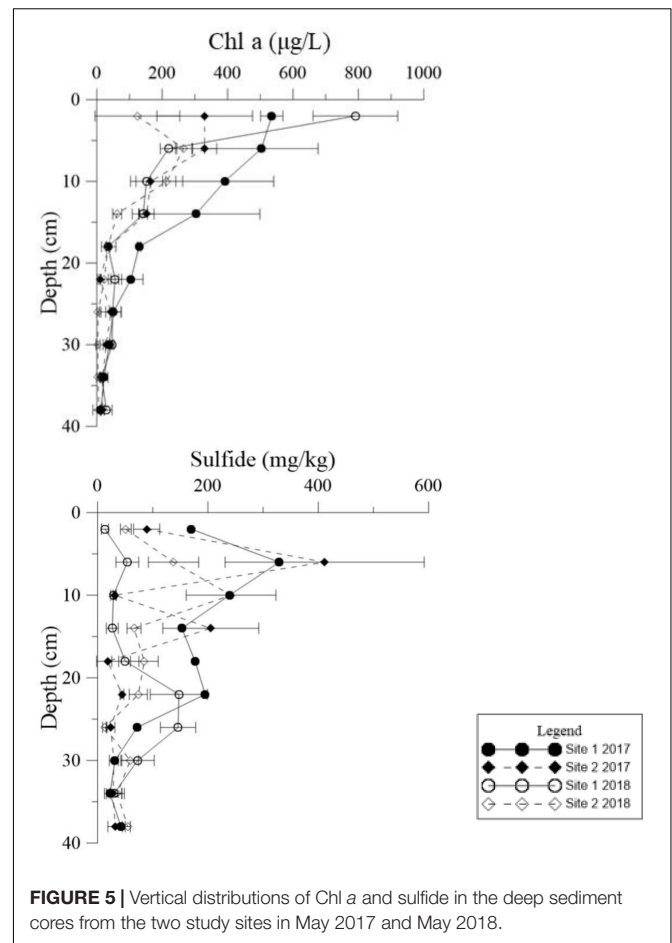 Chl a (µg/L)
0 200 400 600 800 1000
0
10
20
30
40
Depth (cm)
Sulfide (mg/kg)
0 200 400 600
0
10
20
30
40
Depth (cm)
Legend
Site 1 2017
Site 2 2017
Site 1 2018
Site 2 2018
FIGURE 5 | Vertical distributions of Chl a and sulfide in the deep sediment
cores from the two study sites in May 2017 and May 2018.